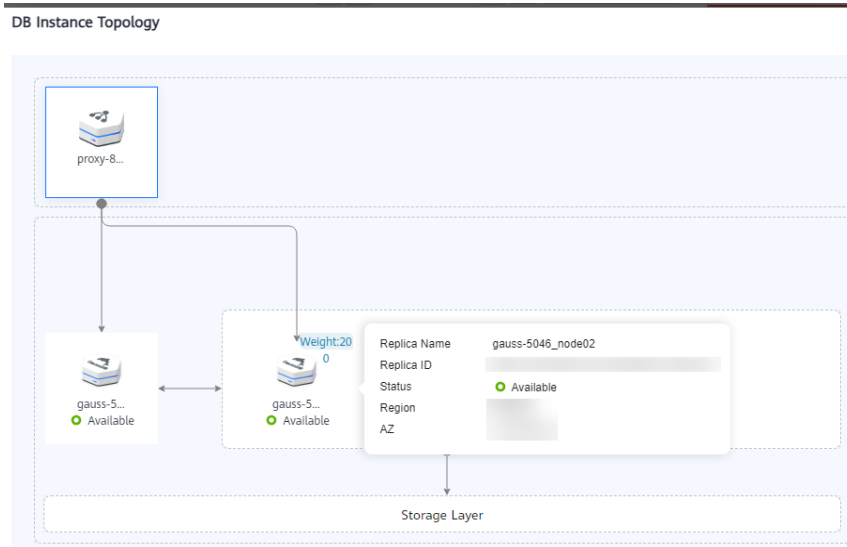 DB Instance Topology
proxy-8...
Weight:20
0
gauss-5...
Available
gauss-5...
Available
Replica Name gauss-5046_node02
Replica ID
Status Available
Region
AZ
Storage Layer